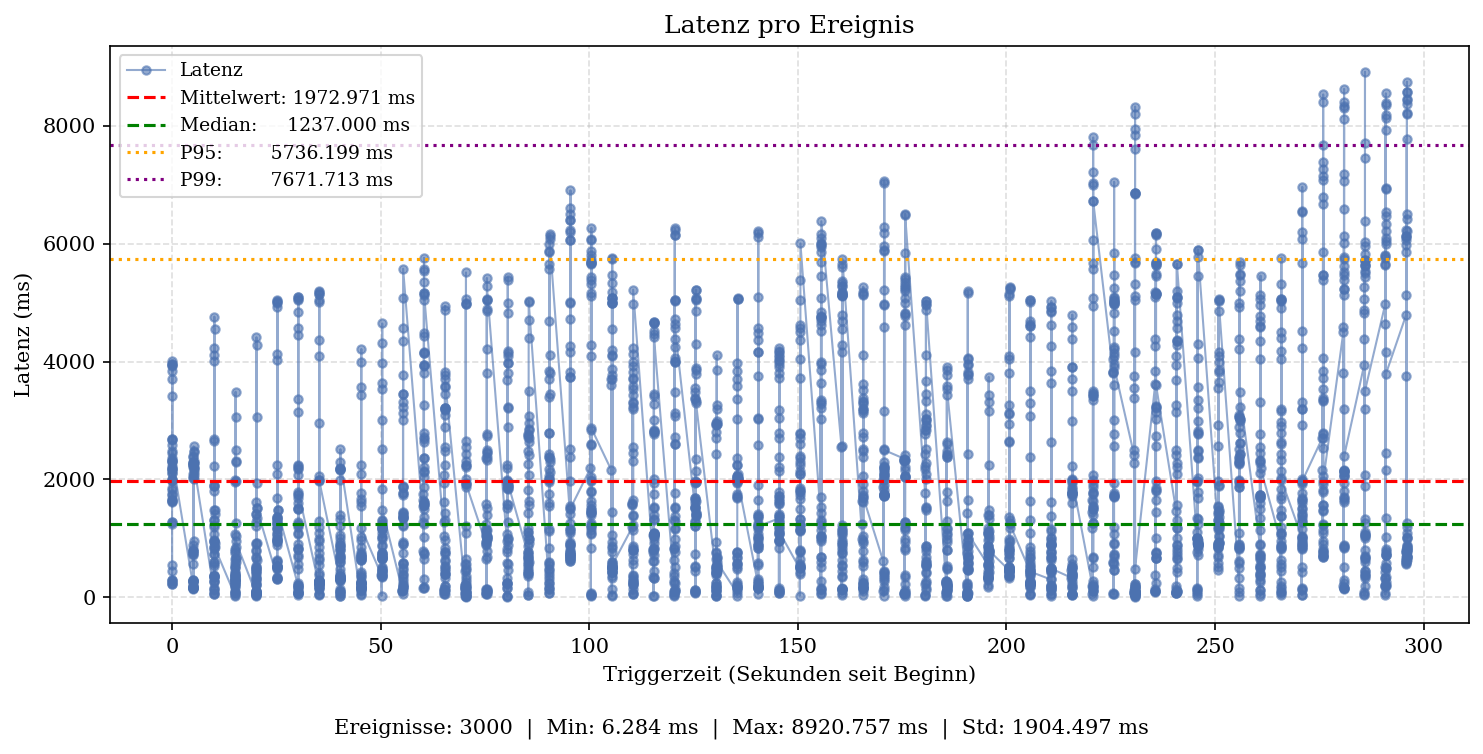 Latenz pro Ereignis
Latenz
Mittelwert: 1972.971 ms
Median: 1237.000 ms
P95: 5736.199 ms
P99: 7671.713 ms
Latenz (ms)
8000
6000
4000
2000
0
0 50 100 150 200 250 300
Triggerzeit (Sekunden seit Beginn)
Ereignisse: 3000 | Min: 6.284 ms | Max: 8920.757 ms | Std: 1904.497 ms